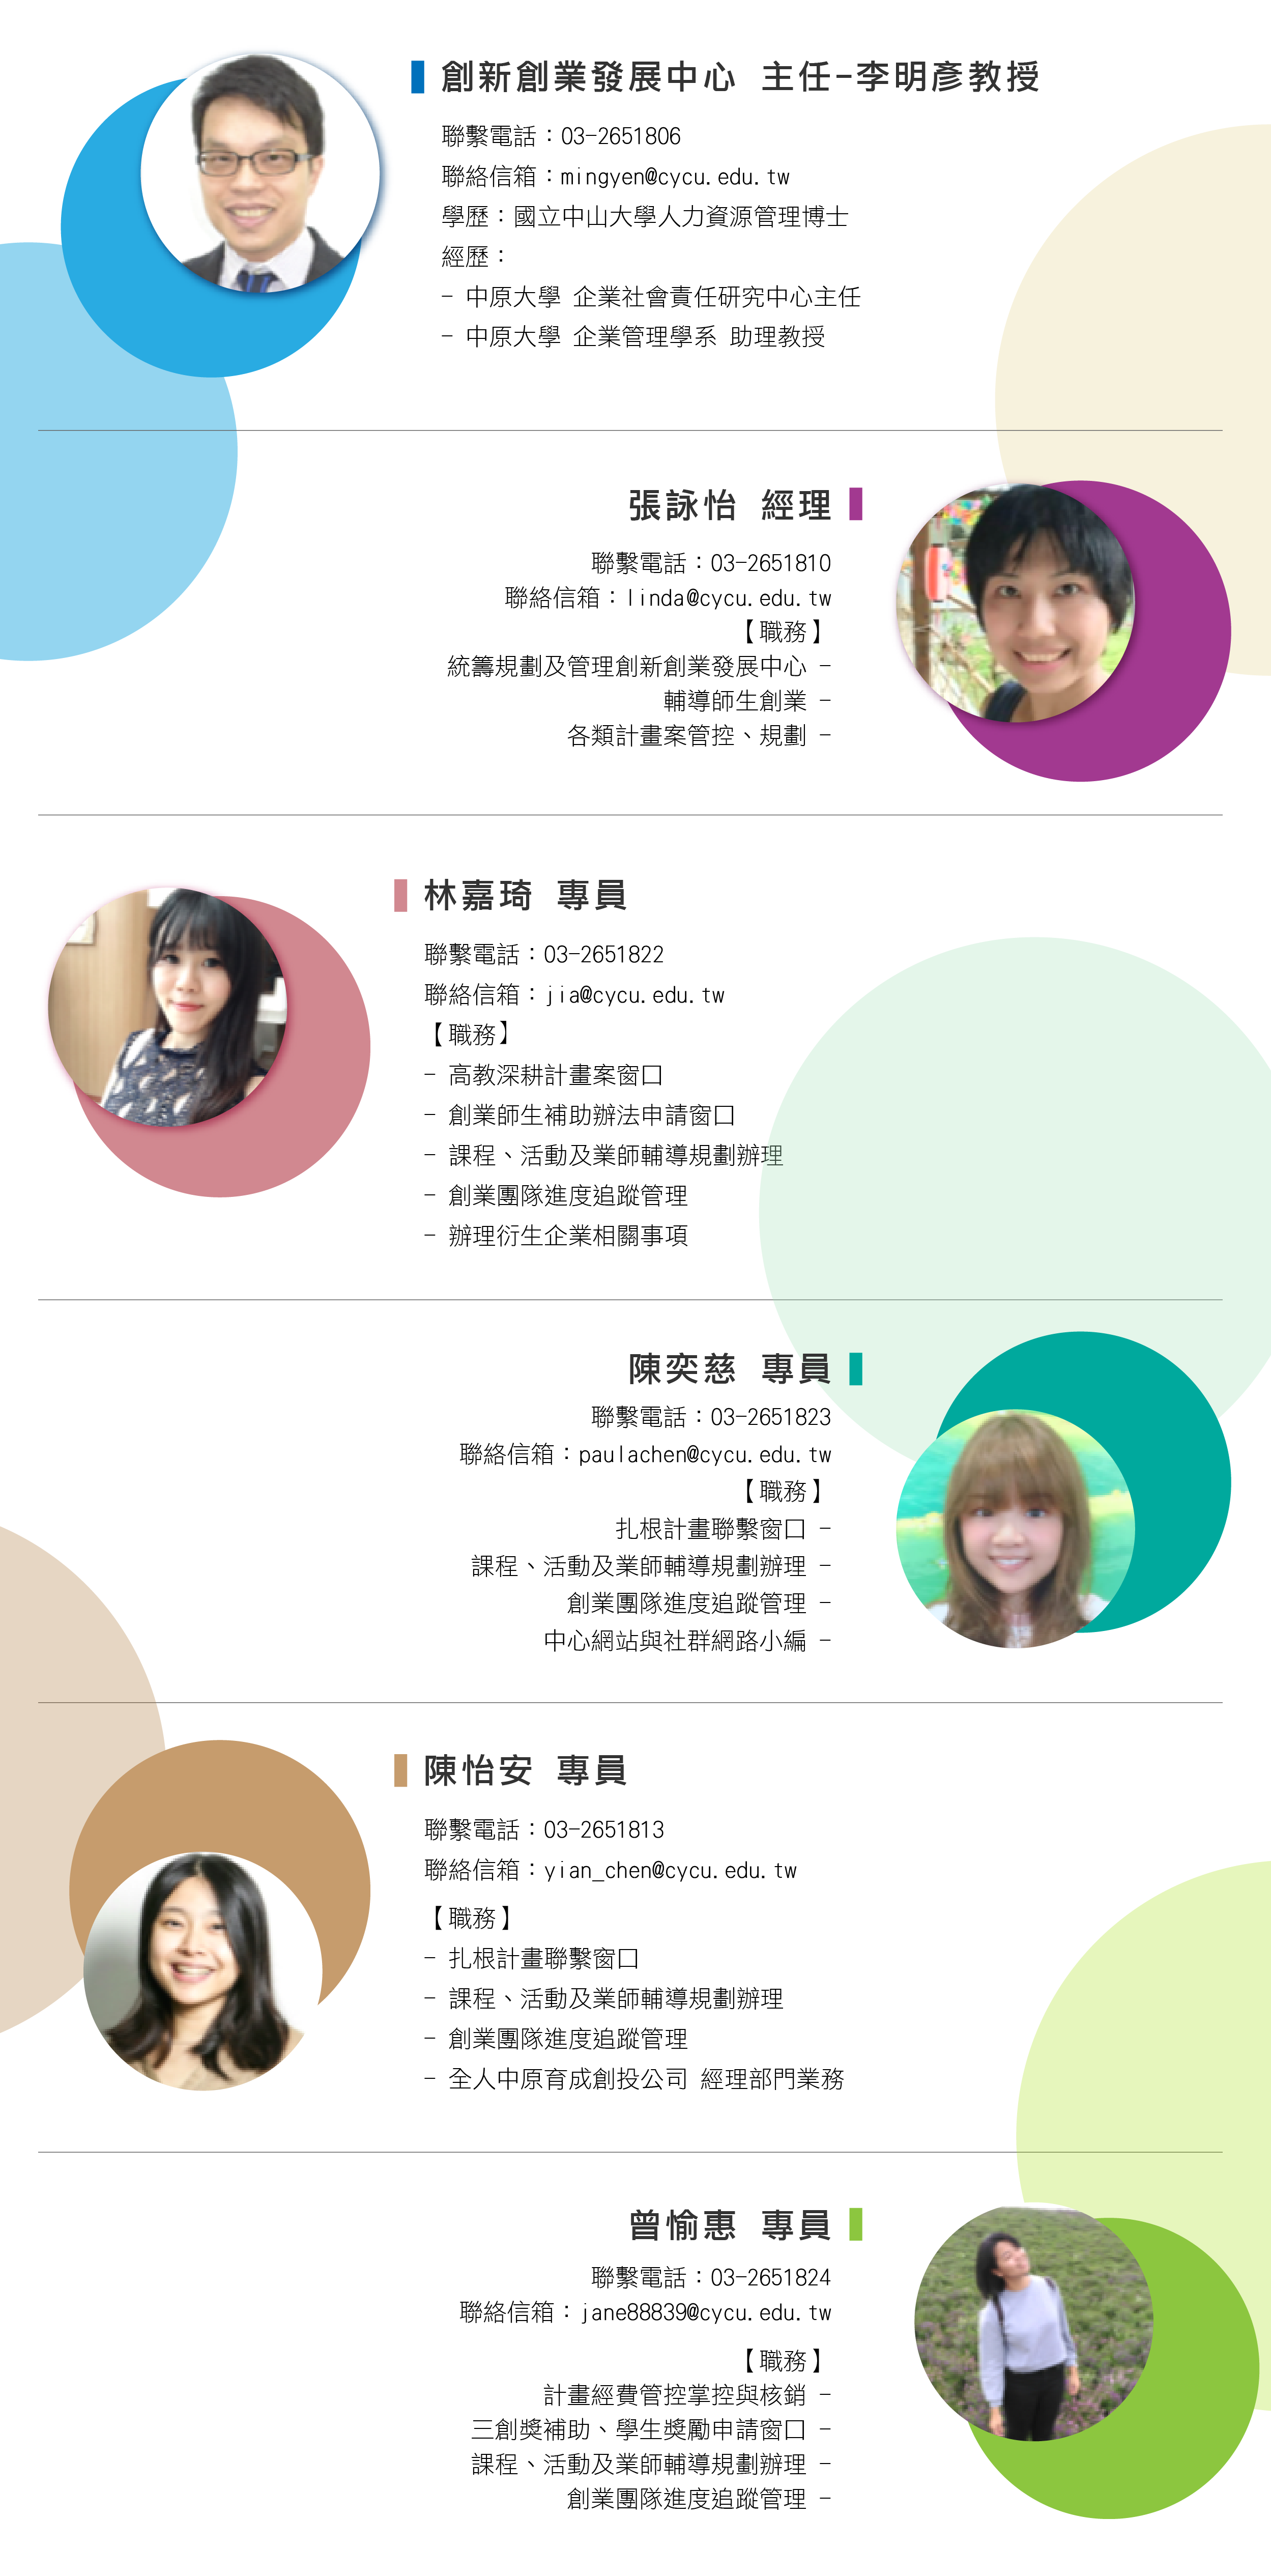 創新創業發展中心 主任-李明彥教授
聯繫電話：03-2651806
聯絡信箱：mingyen@cycu.edu.tw
學歷：國立中山大學人力資源管理博士
經歷：
- 中原大學 企業社會責任研究中心主任
- 中原大學 企業管理學系 助理教授
張詠怡 經理
聯繫電話：03-2651810
聯絡信箱：linda@cycu.edu.tw
【職務】
統籌規劃及管理創新創業發展中心 -
輔導師生創業 -
各類計畫案管控、規劃 -
林嘉琦 專員
聯繫電話：03-2651822
聯絡信箱：jia@cycu.edu.tw
【職務】
- 高教深耕計畫案窗口
- 創業師生補助辦法申請窗口
- 課程、活動及業師輔導規劃辦理
- 創業團隊進度追蹤管理
- 辦理衍生企業相關事項
陳奕慈 專員
聯繫電話：03-2651823
聯絡信箱：paulachen@cycu.edu.tw
【職務】
扎根計畫聯繫窗口 -
課程、活動及業師輔導規劃辦理 -
創業團隊進度追蹤管理 -
中心網站與社群網路小編 -
陳怡安 專員
聯繫電話：03-2651813
聯絡信箱：yian_chen@cycu.edu.tw
【職務】
- 扎根計畫聯繫窗口
- 課程、活動及業師輔導規劃辦理
- 創業團隊進度追蹤管理
- 全人中原育成創投公司 經理部門業務
曾愉惠 專員
聯繫電話：03-2651824
聯絡信箱：jane88839@cycu.edu.tw
【職務】
計畫經費管控掌控與核銷 -
三創獎補助、學生獎勵申請窗口 -
課程、活動及業師輔導規劃辦理 -
創業團隊進度追蹤管理 -